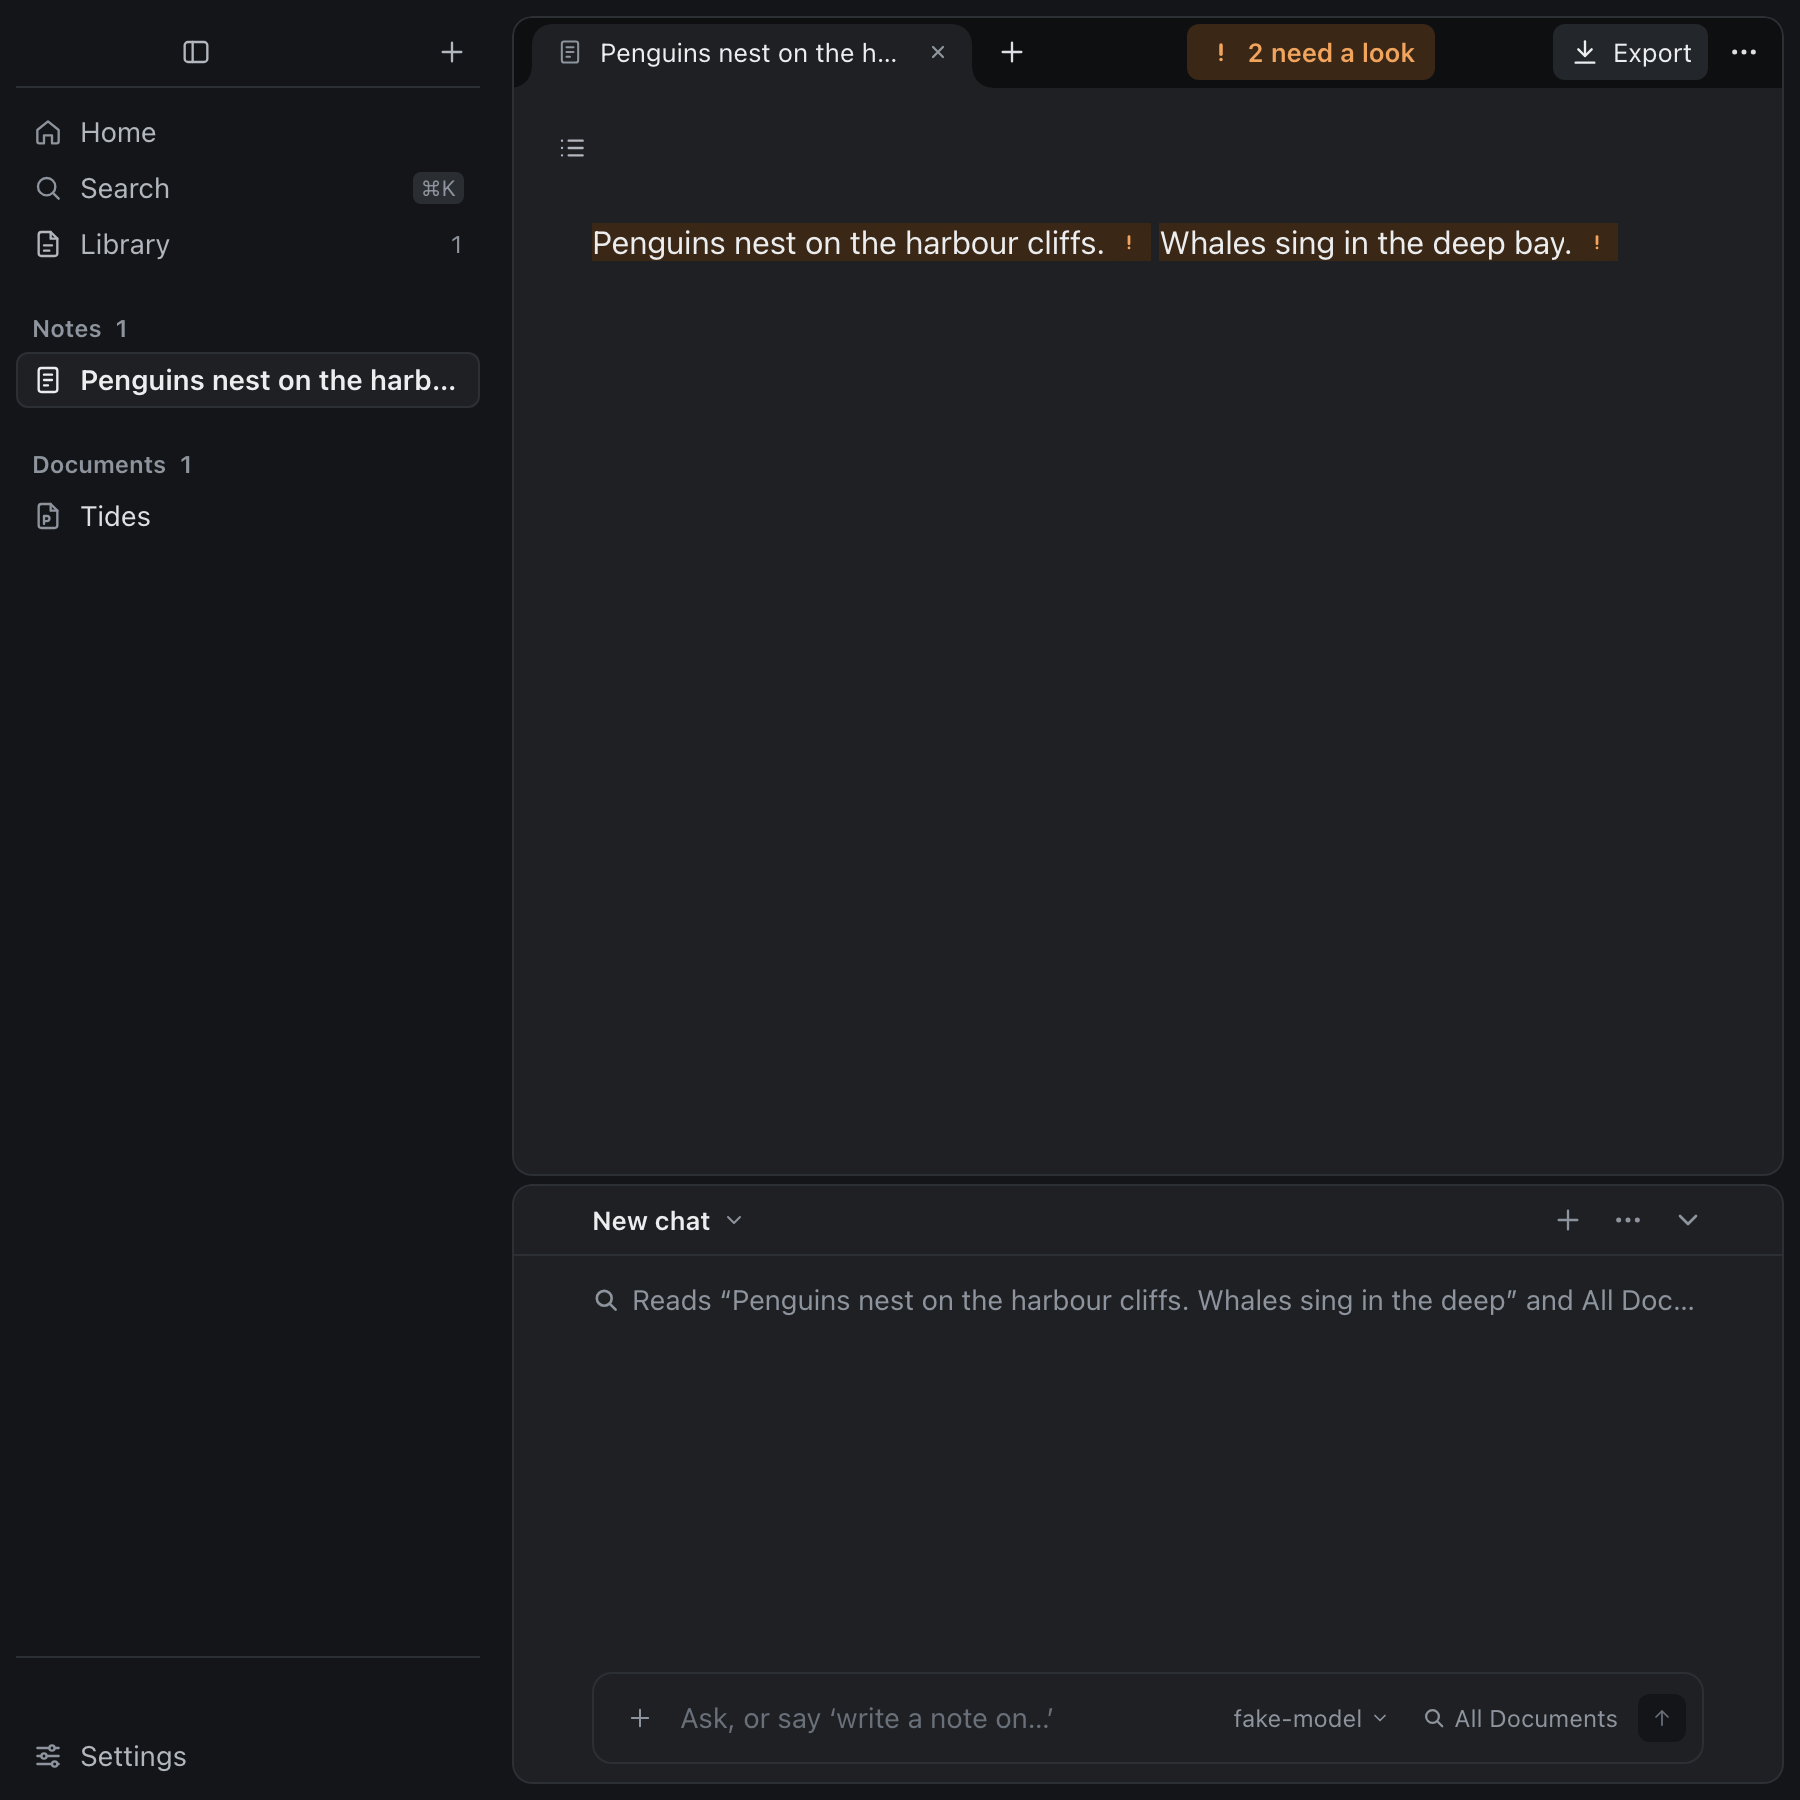 Penguins nest on the h...
! 2 need a look
Export
Home
Search ⌘K
Library 1
Notes 1
Penguins nest on the harb...
Documents 1
P Tides
Penguins nest on the harbour cliffs. ! Whales sing in the deep bay. !
New chat
Reads “Penguins nest on the harbour cliffs. Whales sing in the deep” and All Doc...
Ask, or say ‘write a note on...’ fake-model All Documents
Settings